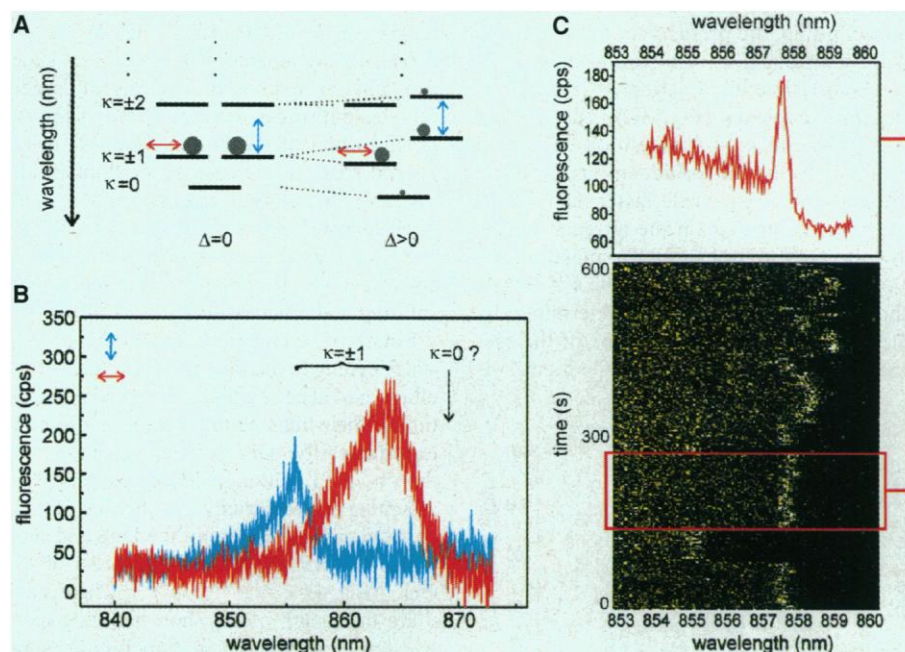 A
wavelength (nm)
κ=±2
κ=±1
κ=0
Δ=0
Δ>0
B
fluorescence (cps)
350
300
250
200
150
100
50
0
κ=±1
κ=0 ?
840
850
860
870
wavelength (nm)
C
wavelength (nm)
853 854 855 856 857 858 859 860
fluorescence (cps)
180
160
140
120
100
80
60
time (s)
600
300
0
853 854 855 856 857 858 859 860
wavelength (nm)